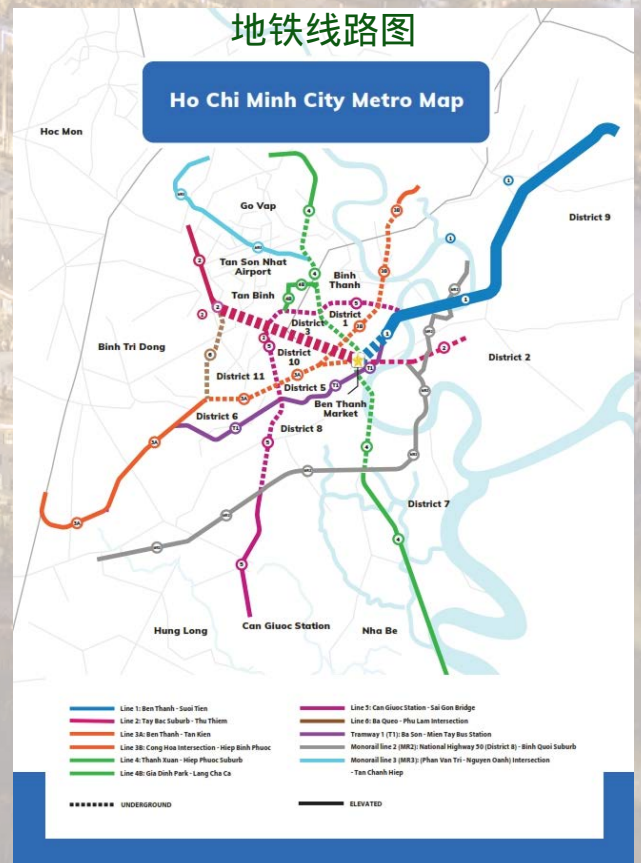 地铁线路图
Ho Chi Minh City Metro Map
Hoc Mon
District 9
Go Vap
Tan Son Nhat
Airport
Binh
Thanh
Tan Binh
District
1
District
3
Binh Tri Dong
District 2
District
10
District 11
District 5
Ben Thanh
Market
District 6
District 8
District 7
Hung Long
Can Giuoc Station
Nha Be
Line 1: Ben Thanh - Suoi Tien
Line 2: Tay Bac Suburb - Thu Thiem
Line 3A: Ben Thanh - Tan Kien
Line 3B: Cong Hoa Intersection - Hiep Binh Phuoc
Line 4: Thanh Xuan - Hiep Phuoc Suburb
Line 4B: Gia Dinh Park - Lang Cha Ca
Line 5: Can Giuoc Station - Sai Gon Bridge
Line 6: Ba Queo - Phu Lam Intersection
Tramway 1 (T1): Ba Son - Mien Tay Bus Station
Monorail line 2 (MR2): National Highway 50 (District 8) - Binh Quoi Suburb
Monorail line 3 (MR3): (Phan Van Tri - Nguyen Oanh) Intersection
- Tan Chanh Hiep
UNDERGROUND
ELEVATED